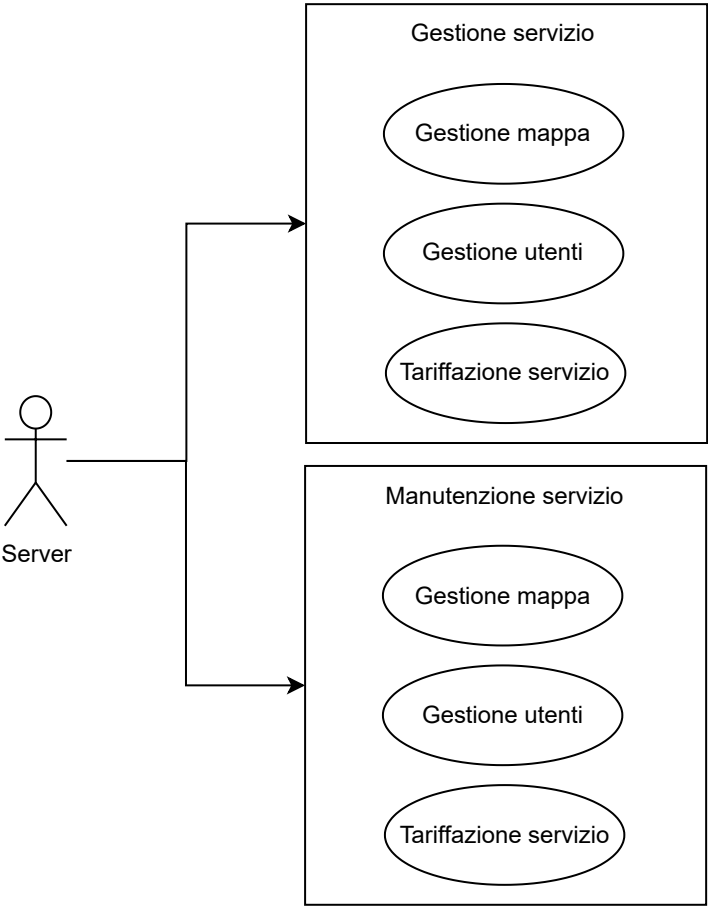 Gestione servizio
Gestione mappa
Gestione utenti
Tariffazione servizio
Server
Manutenzione servizio
Gestione mappa
Gestione utenti
Tariffazione servizio